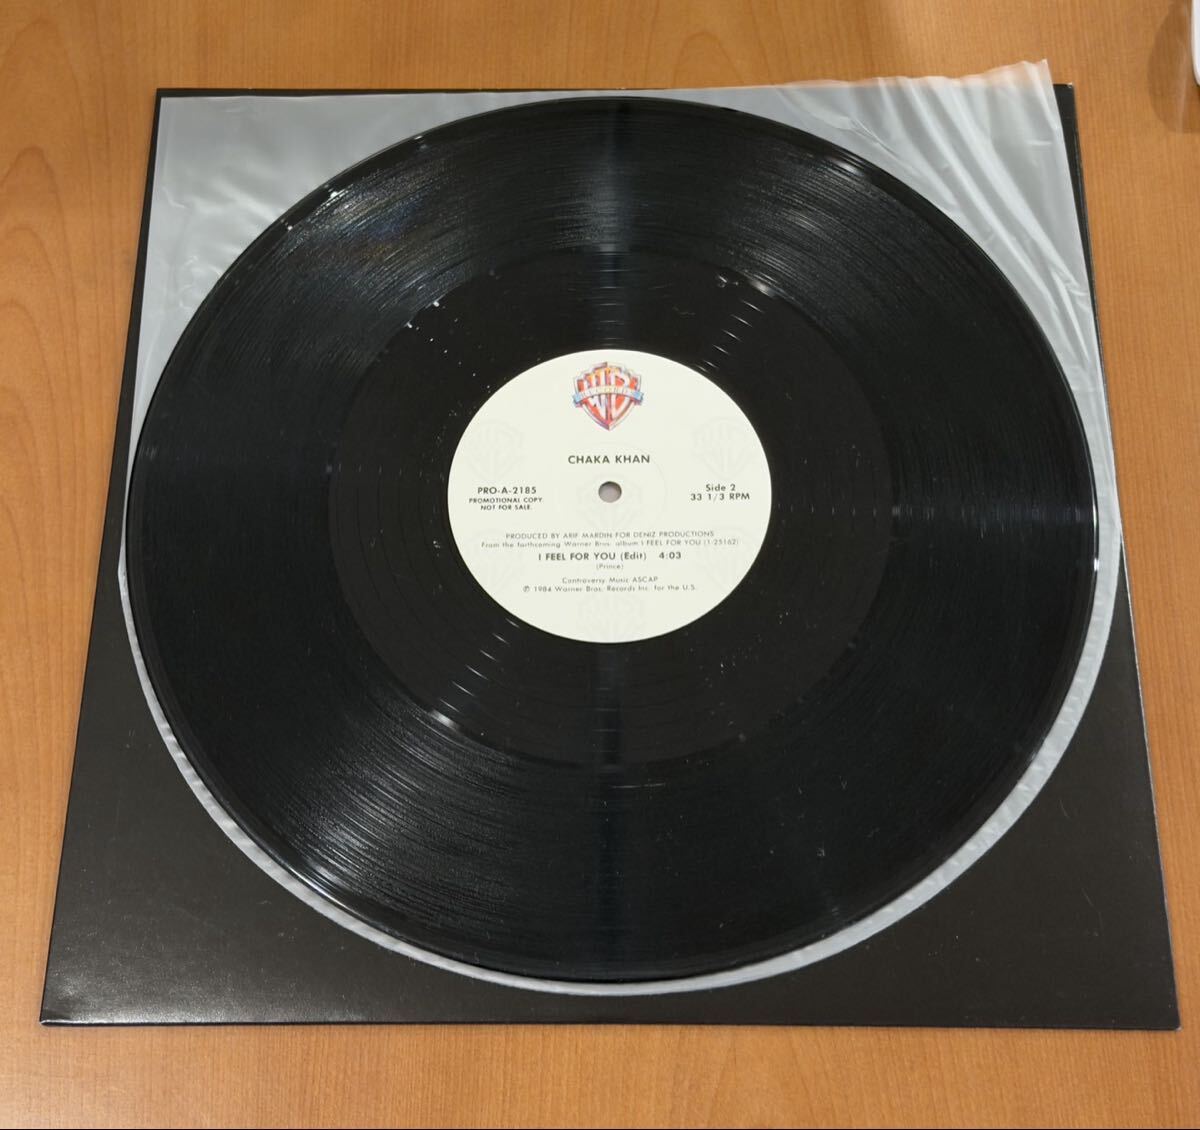 WB
RECORDS
CHAKA KHAN
PRO-A-2185
PROMOTIONAL COPY.
NOT FOR SALE.
Side 2
33 1/3 RPM
PRODUCED BY ARIF MARDIN FOR DENIZ PRODUCTIONS
From the forthcoming Warner Bros. album I FEEL FOR YOU (1-25162)
I FEEL FOR YOU (Edit) 4:03
(Prince)
Controversy Music ASCAP
℗ 1984 Warner Bros. Records Inc. for the U.S.